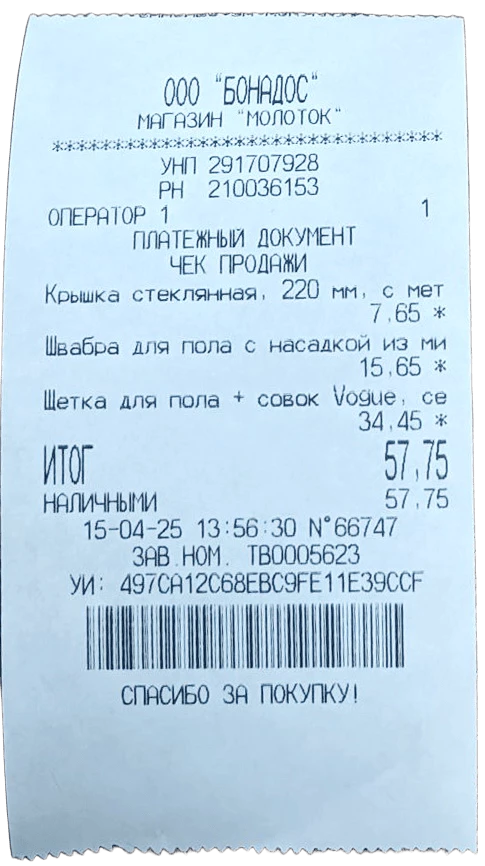 ООО "БОНАДОС"
МАГАЗИН "МОЛОТОК"
**************************************
УНП 291707928
РН 210036153
ОПЕРАТОР 1 1
ПЛАТЕЖНЫЙ ДОКУМЕНТ
ЧЕК ПРОДАЖИ
Крышка стеклянная, 220 мм, с мет
7,65 *
Швабра для пола с насадкой из ми
15,65 *
Щетка для пола + совок Vogue, се
34,45 *
ИТОГ 57,75
НАЛИЧНЫМИ 57,75
15-04-25 13:56:30 N°66747
ЗАВ.НОМ. ТВ0005623
УИ: 497CA12C68EBC9FE11E39CCF
СПАСИБО ЗА ПОКУПКУ!